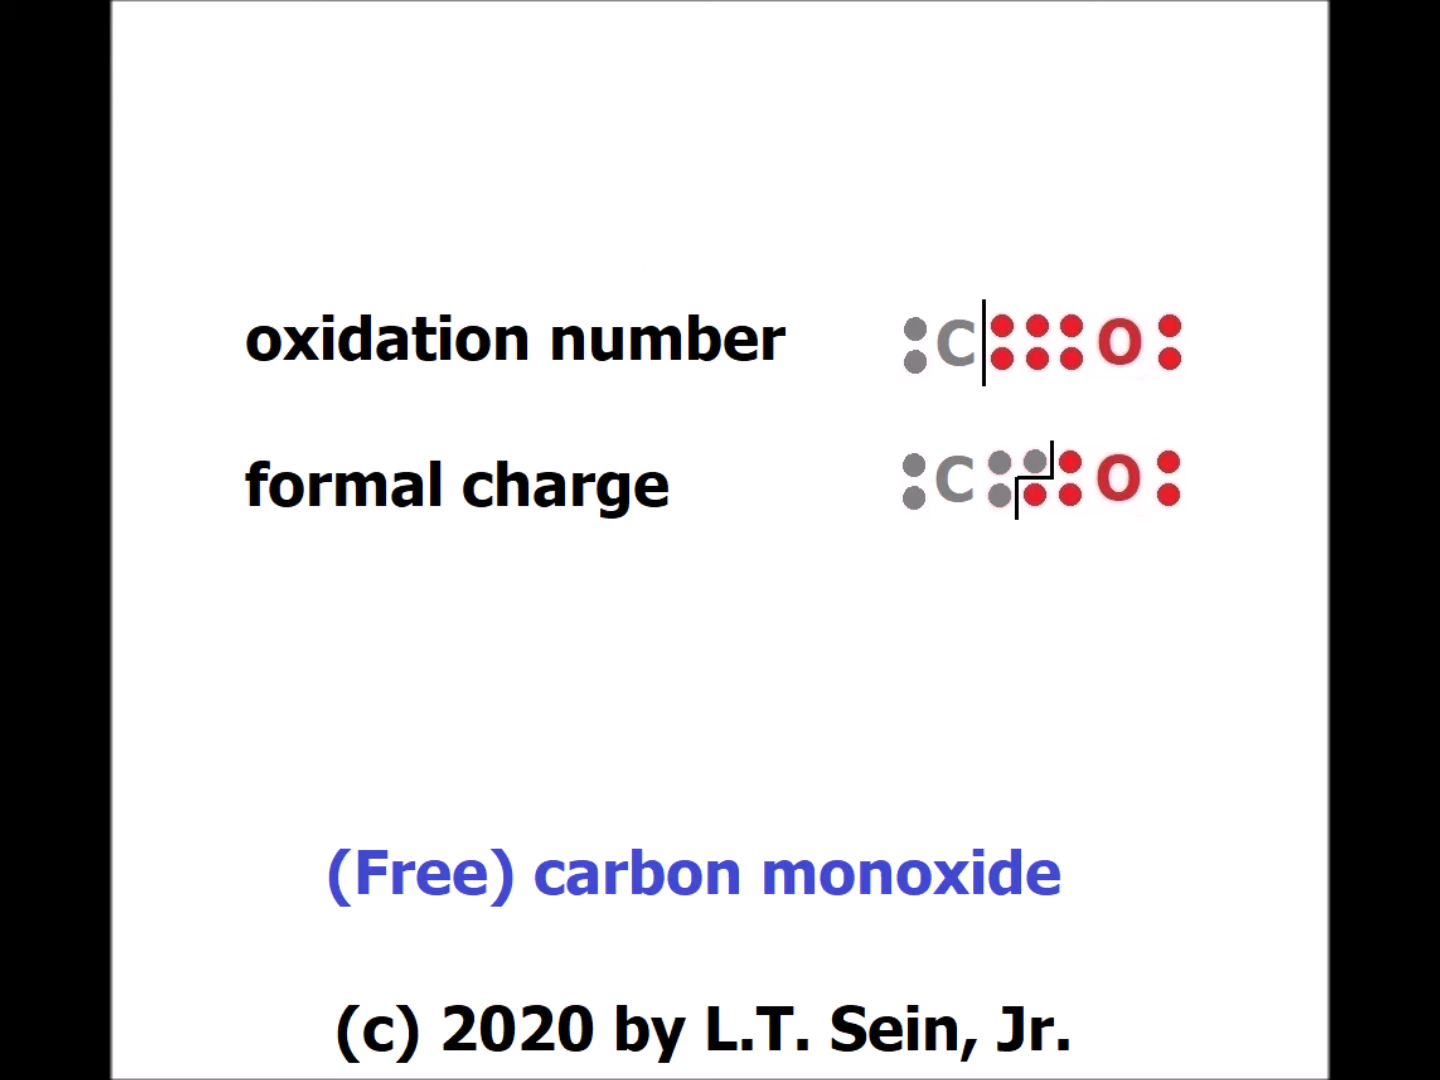 oxidation number
C O
formal charge
C O
(Free) carbon monoxide
(c) 2020 by L.T. Sein, Jr.